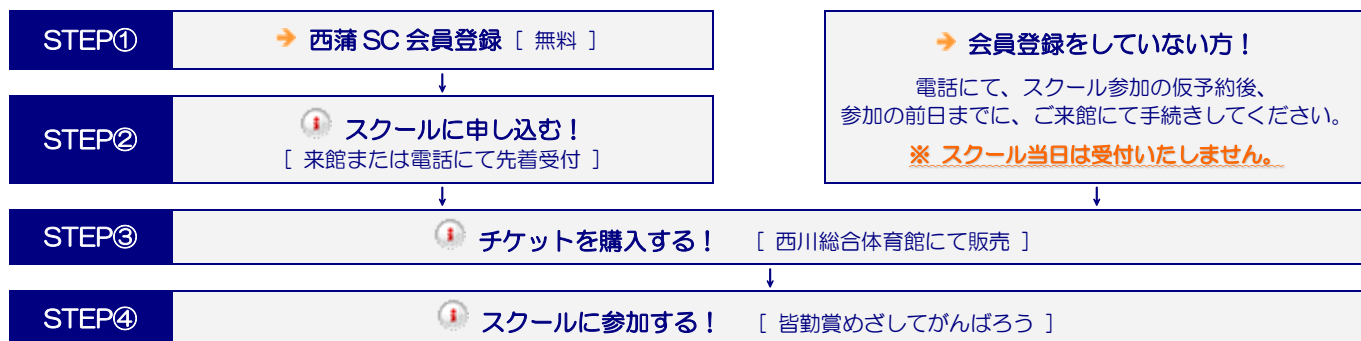 STEP①
西蒲SC会員登録 [ 無料 ]
↓
STEP②
スクールに申し込む！
[ 来館または電話にて先着受付 ]
↓
会員登録をしていない方！
電話にて、スクール参加の仮予約後、
参加の前日までに、ご来館にて手続きしてください。
※ スクール当日は受付いたしません。
↓
STEP③
チケットを購入する！ [ 西川総合体育館にて販売 ]
↓
STEP④
スクールに参加する！ [ 皆勤賞めざしてがんばろう ]